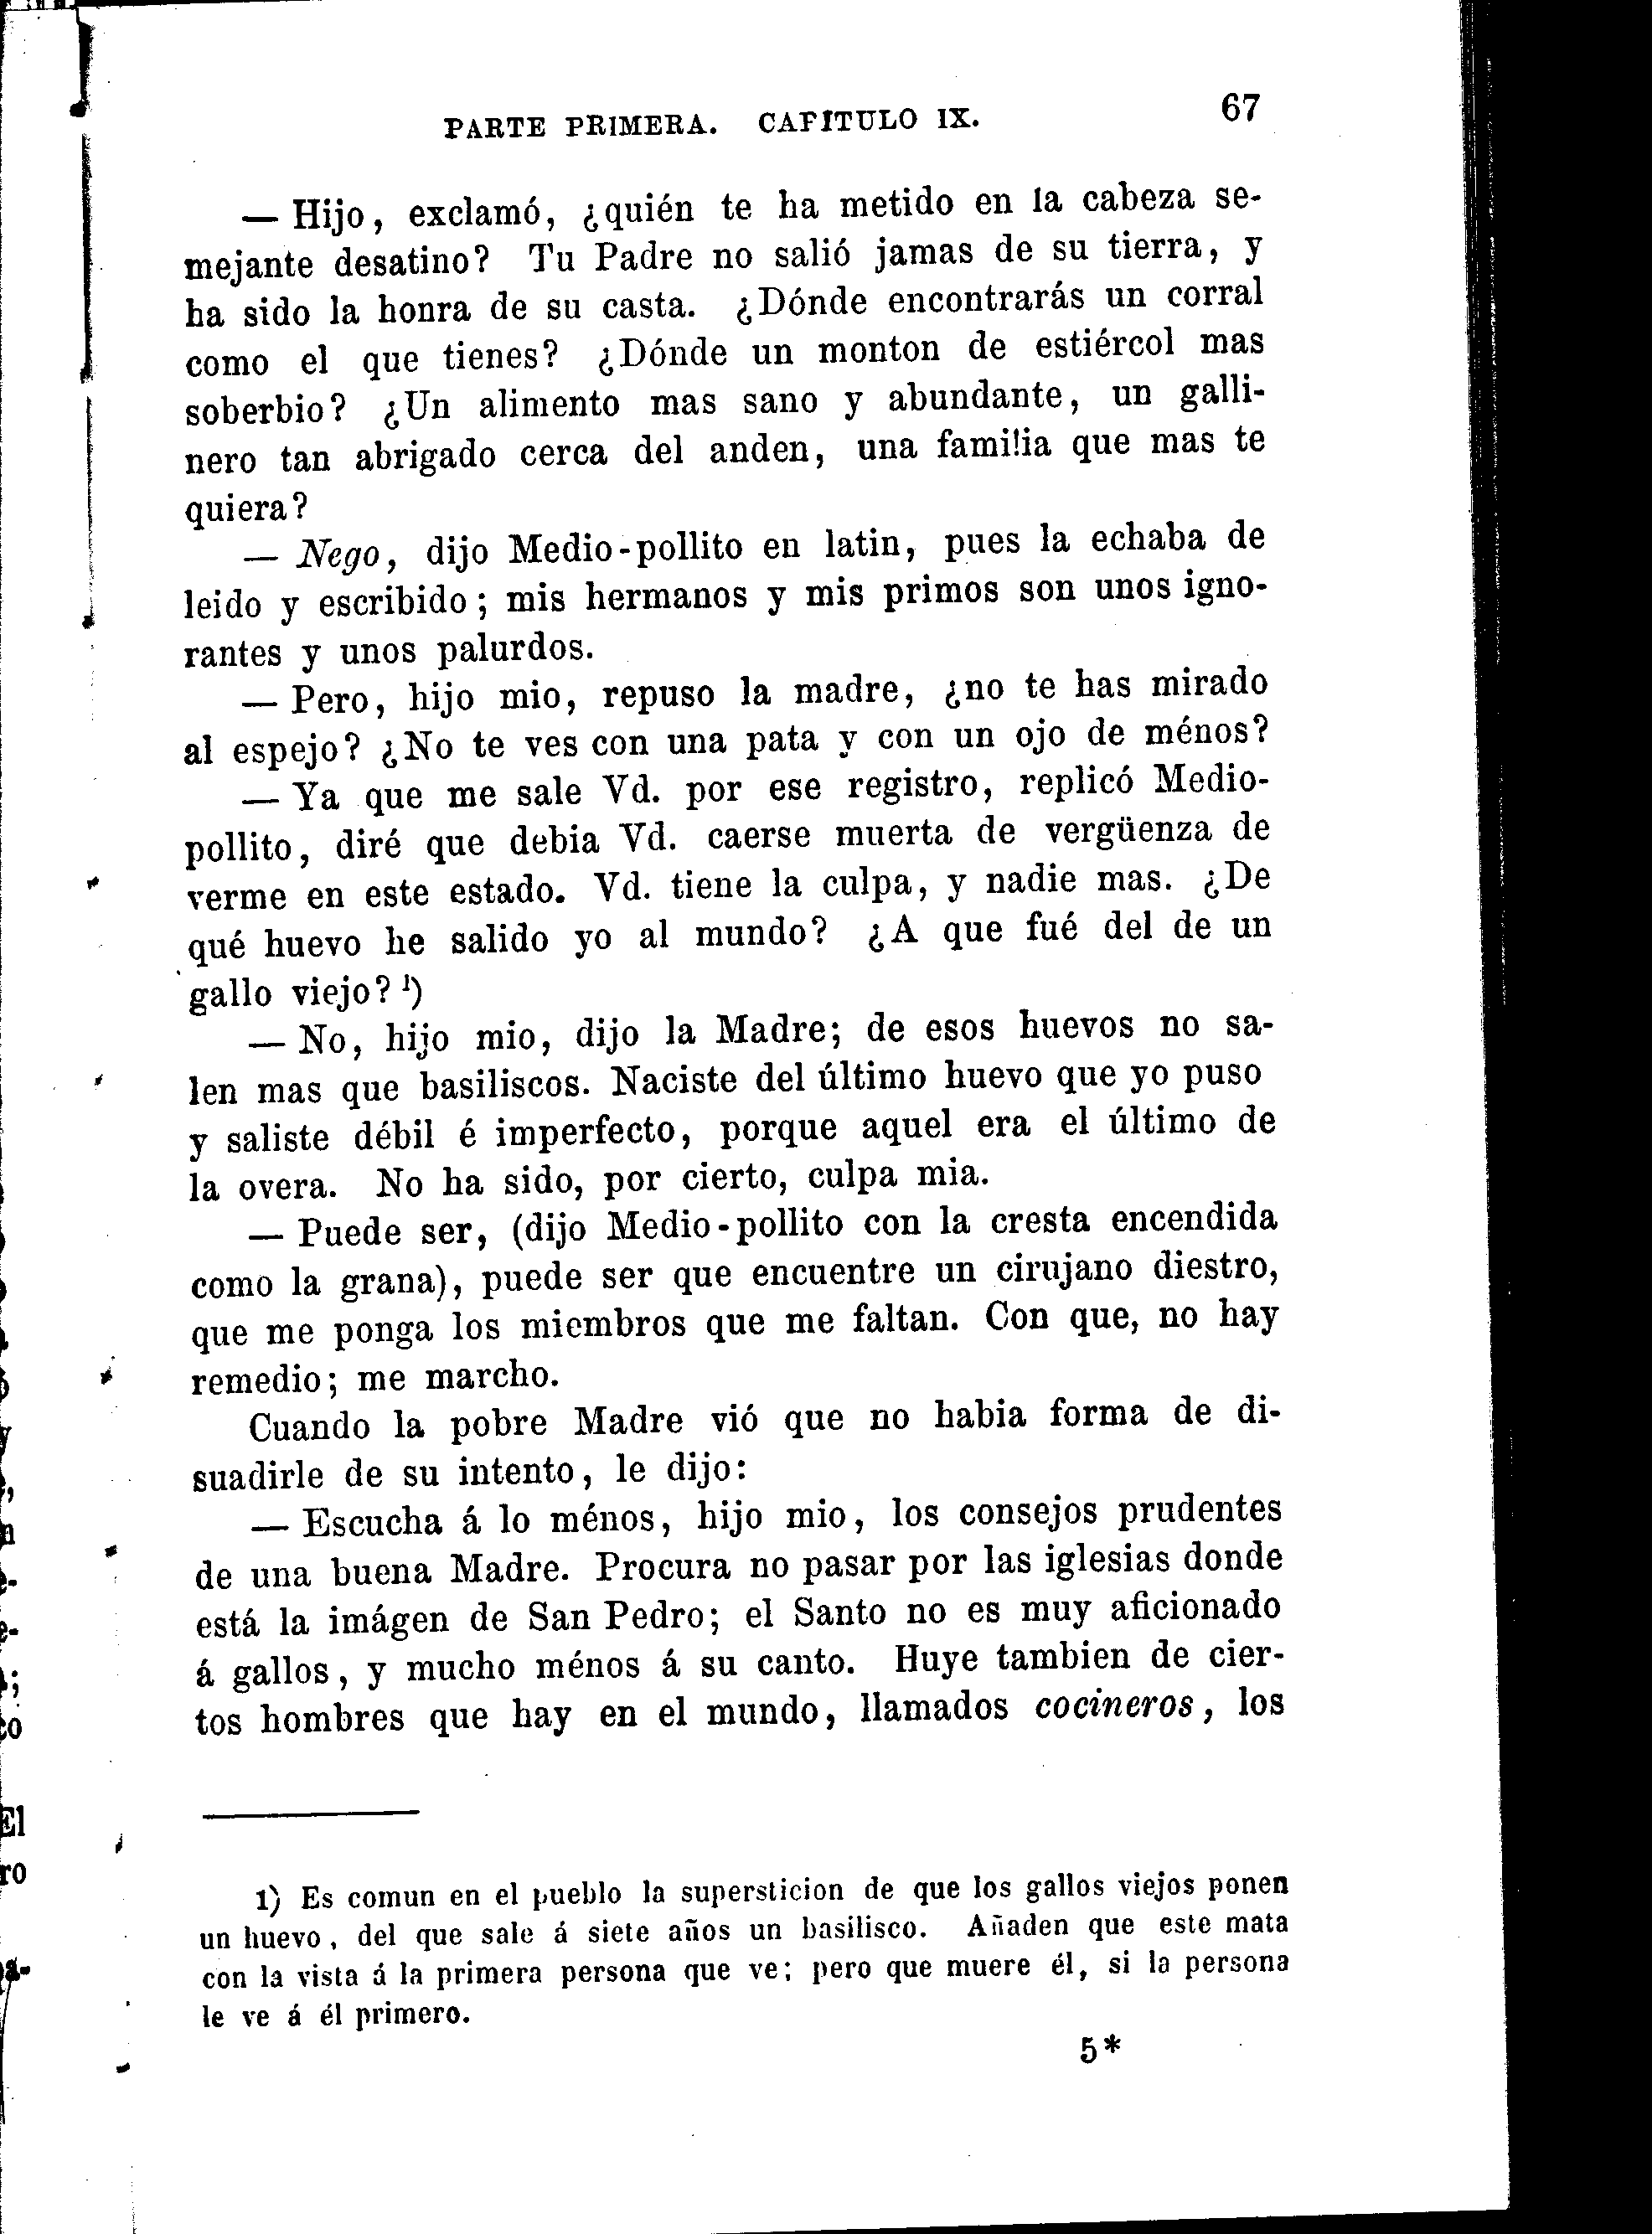 PARTE PRIMERA. CAPÍTULO IX. 67
— Hijo, exclamó, ¿quién te ha metido en la cabeza se-
mejante desatino? Tu Padre no salió jamas de su tierra, y
ha sido la honra de su casta. ¿Dónde encontrarás un corral
como el que tienes? ¿Dónde un monton de estiércol mas
soberbio? ¿Un alimento mas sano y abundante, un galli-
nero tan abrigado cerca del anden, una familia que mas te
quiera?
— Nego, dijo Medio-pollito en latin, pues la echaba de
leido y escribido; mis hermanos y mis primos son unos igno-
rantes y unos palurdos.
— Pero, hijo mio, repuso la madre, ¿no te has mirado
al espejo? ¿No te ves con una pata y con un ojo de ménos?
— Ya que me sale Vd. por ese registro, replicó Medio-
pollito, diré que debia Vd. caerse muerta de vergüenza de
verme en este estado. Vd. tiene la culpa, y nadie mas. ¿De
qué huevo he salido yo al mundo? ¿A que fué del de un
gallo viejo? 1)
— No, hijo mio, dijo la Madre; de esos huevos no sa-
len mas que basiliscos. Naciste del último huevo que yo puso
y saliste débil é imperfecto, porque aquel era el último de
la overa. No ha sido, por cierto, culpa mia.
— Puede ser, (dijo Medio-pollito con la cresta encendida
como la grana), puede ser que encuentre un cirujano diestro,
que me ponga los miembros que me faltan. Con que, no hay
remedio; me marcho.
Cuando la pobre Madre vió que no habia forma de di-
suadirle de su intento, le dijo:
— Escucha á lo ménos, hijo mio, los consejos prudentes
de una buena Madre. Procura no pasar por las iglesias donde
está la imágen de San Pedro; el Santo no es muy aficionado
á gallos, y mucho ménos á su canto. Huye tambien de cier-
tos hombres que hay en el mundo, llamados cocineros, los
1) Es comun en el pueblo la supersticion de que los gallos viejos ponen
un huevo, del que sale á siete años un basilisco. Añaden que este mata
con la vista á la primera persona que ve; pero que muere él, si la persona
le ve á él primero.
5*